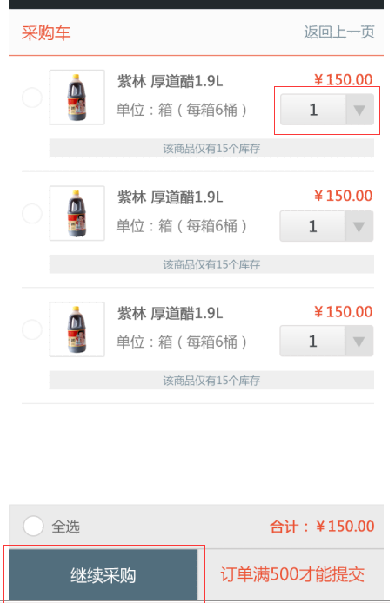 采购车 返回上一页
紫林 厚道醋1.9L ￥150.00
单位：箱（每箱6桶） 1
该商品仅有15个库存
紫林 厚道醋1.9L ￥150.00
单位：箱（每箱6桶） 1
该商品仅有15个库存
紫林 厚道醋1.9L ￥150.00
单位：箱（每箱6桶） 1
该商品仅有15个库存
全选 合计：￥150.00
继续采购 订单满500才能提交